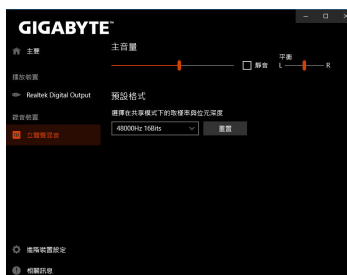 GIGABYTE™
主要
播放裝置
Realtek Digital Output
錄音裝置
立體聲混音
進階裝置設定
相關訊息
主音量
靜音
平衡
L R
預設格式
選擇在共享模式下的取樣率與位元深度
48000Hz 16Bits
重置